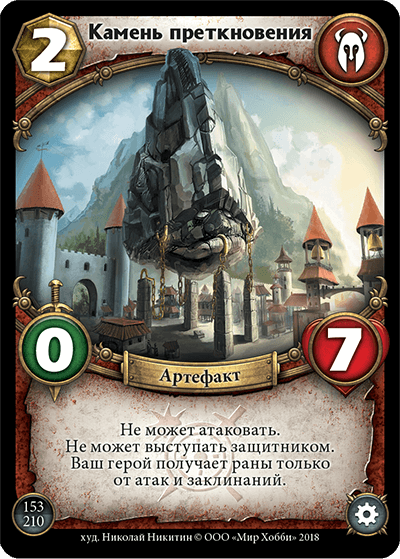 2
Камень преткновения
0
7
Артефакт
Не может атаковать.
Не может выступать защитником.
Ваш герой получает раны только
от атак и заклинаний.
153
210
худ. Николай Никитин © ООО «Мир Хобби» 2018